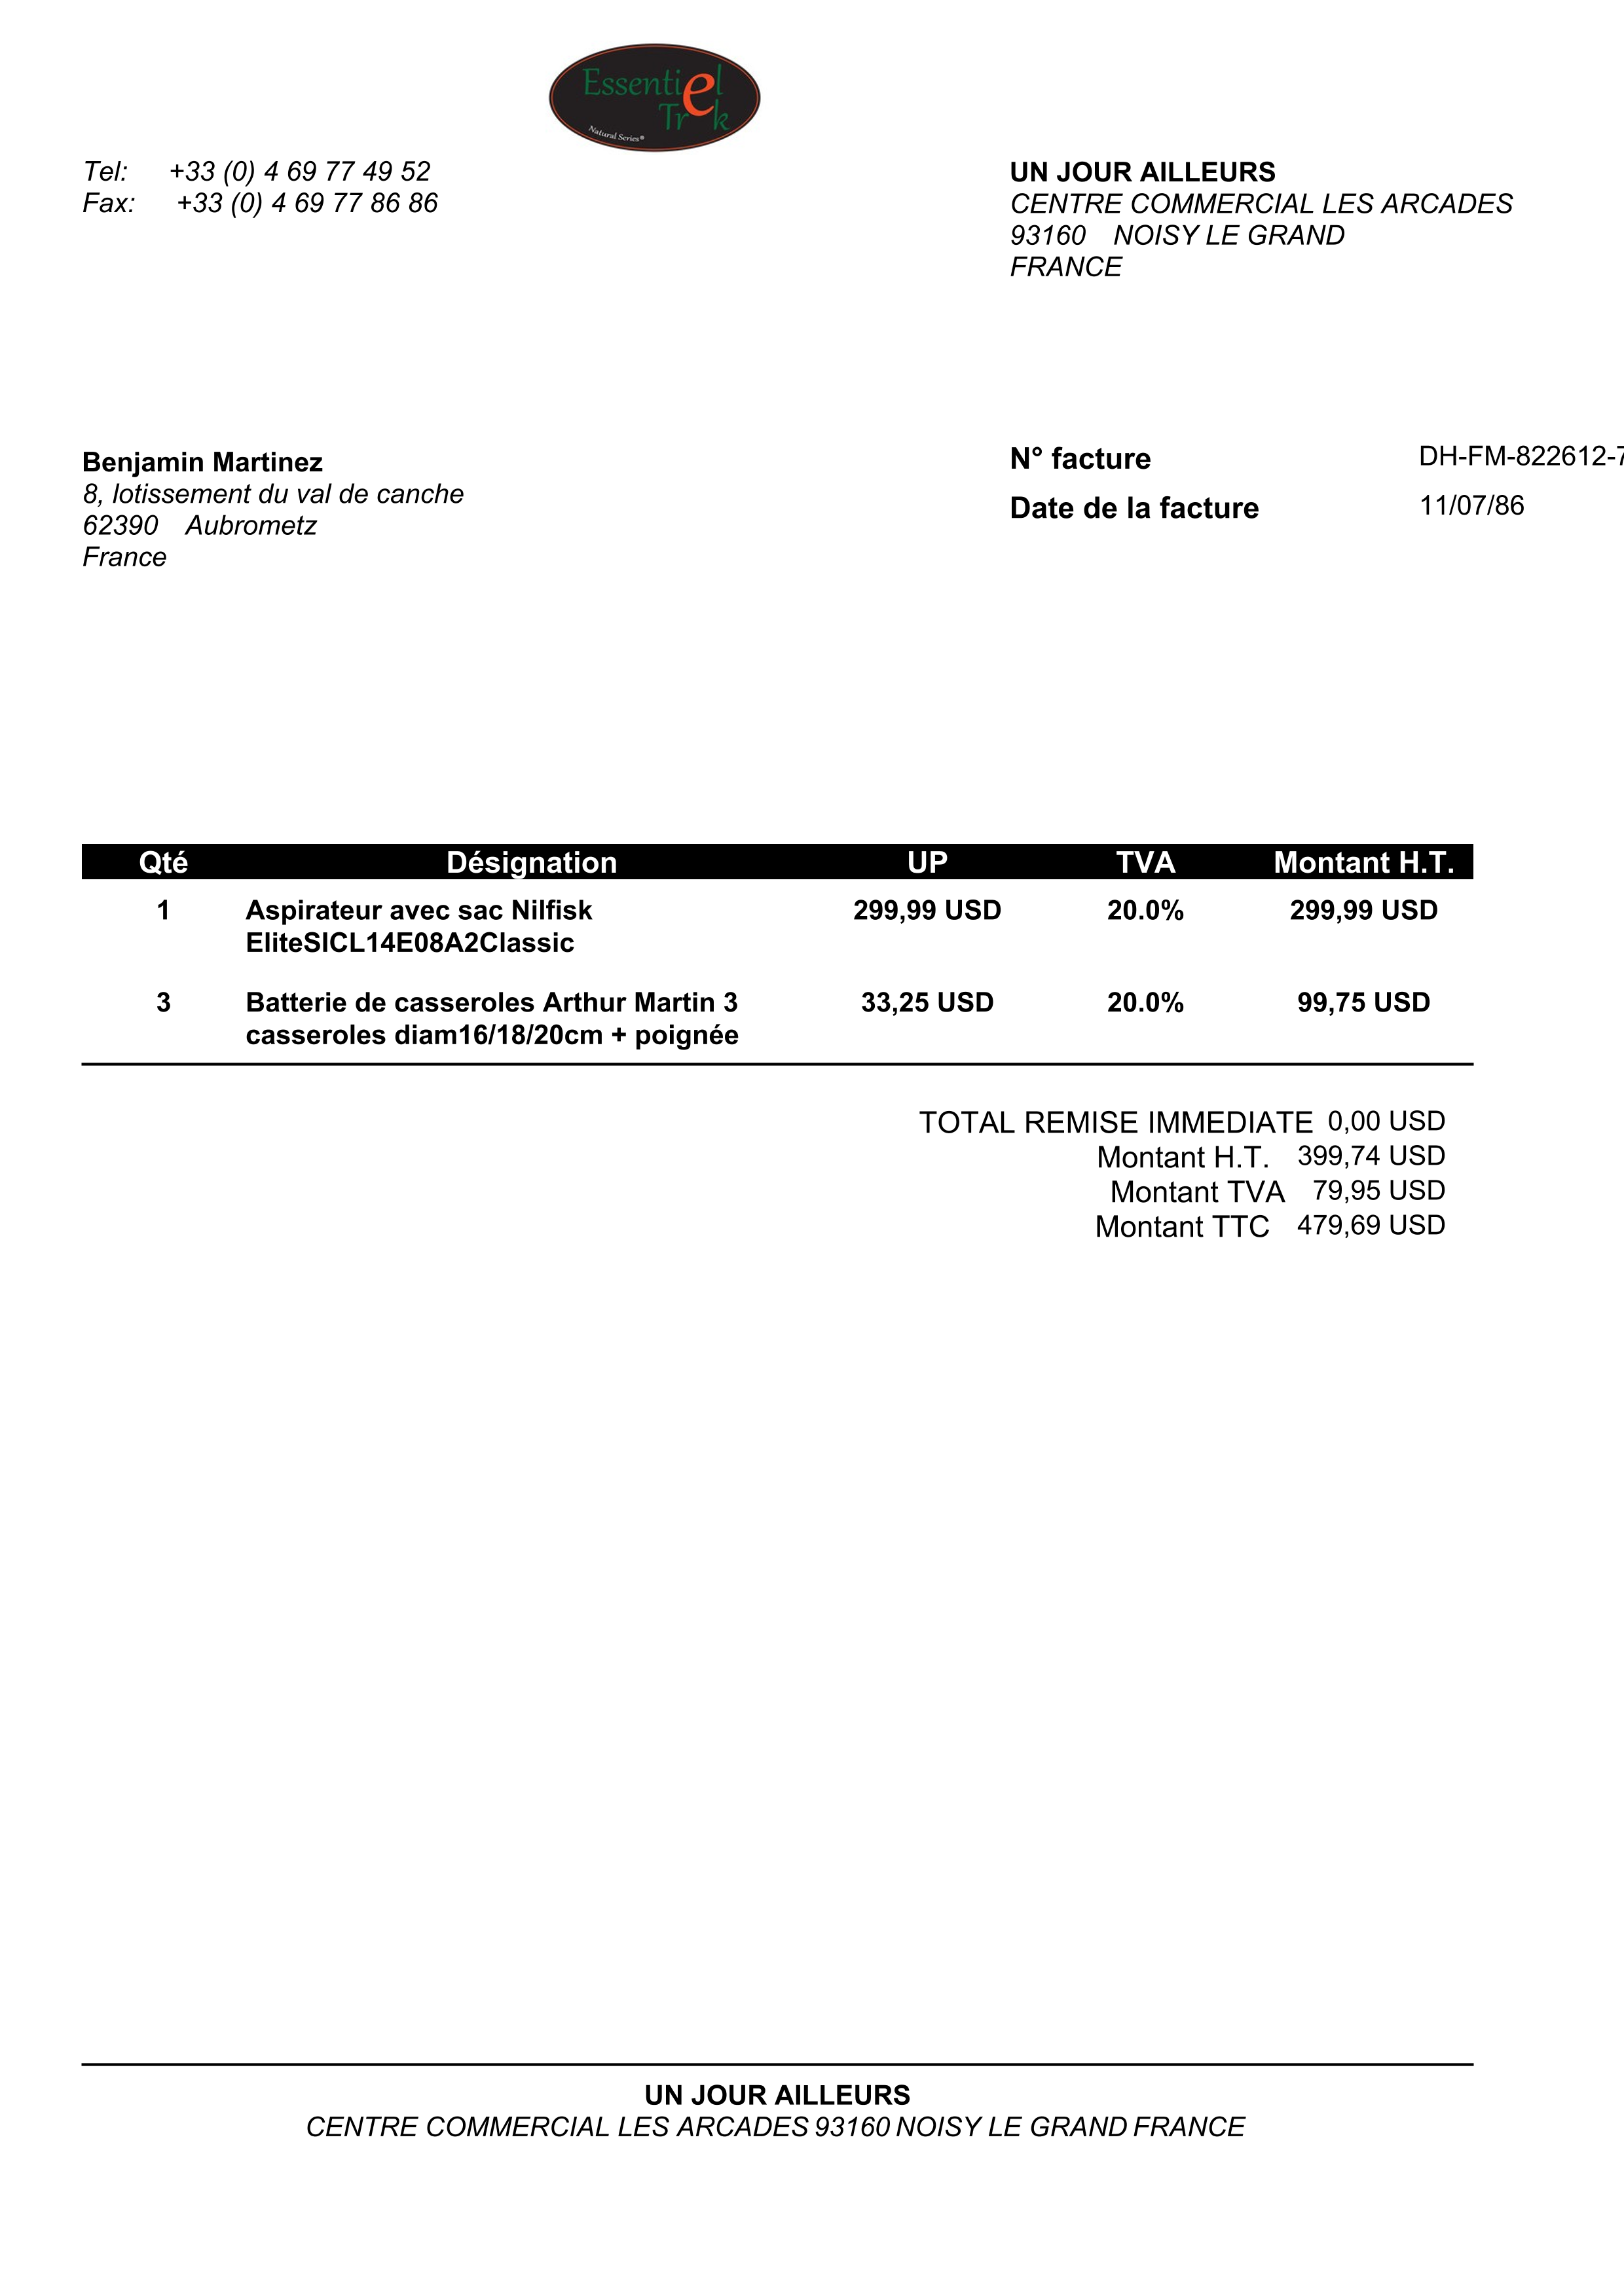 Essentiel
Trek
Natural Series®
Tel: +33 (0) 4 69 77 49 52
Fax: +33 (0) 4 69 77 86 86
UN JOUR AILLEURS
CENTRE COMMERCIAL LES ARCADES
93160 NOISY LE GRAND
FRANCE
Benjamin Martinez
8, lotissement du val de canche
62390 Aubrometz
France
N° facture DH-FM-822612-7
Date de la facture 11/07/86
Qté Désignation UP TVA Montant H.T.
1 Aspirateur avec sac Nilfisk 299,99 USD 20.0% 299,99 USD
EliteSICL14E08A2Classic
3 Batterie de casseroles Arthur Martin 3 33,25 USD 20.0% 99,75 USD
casseroles diam16/18/20cm + poignée
TOTAL REMISE IMMEDIATE 0,00 USD
Montant H.T. 399,74 USD
Montant TVA 79,95 USD
Montant TTC 479,69 USD
UN JOUR AILLEURS
CENTRE COMMERCIAL LES ARCADES 93160 NOISY LE GRAND FRANCE